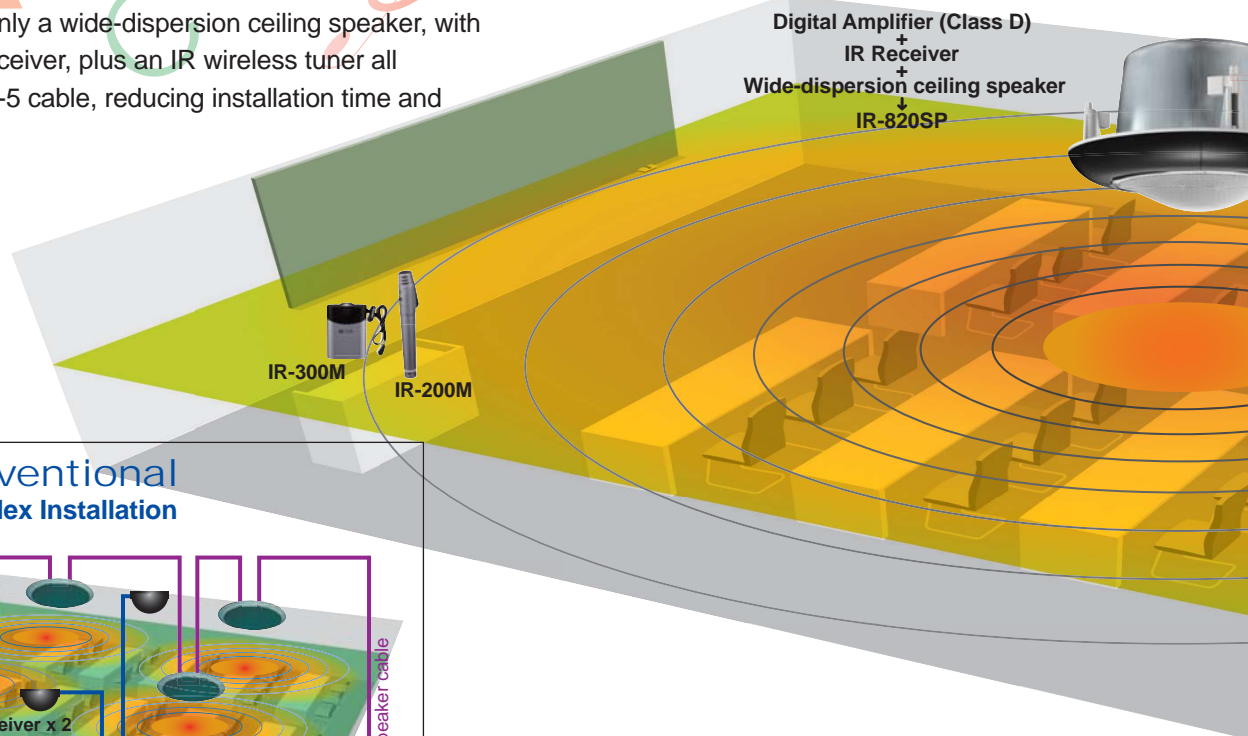 nly a wide-dispersion ceiling speaker, with
ceiver, plus an IR wireless tuner all
-5 cable, reducing installation time and
Digital Amplifier (Class D)
+
IR Receiver
+
Wide-dispersion ceiling speaker
↓
IR-820SP
IR-300M
IR-200M
ventional
lex Installation
peaker cable
eiver x 2